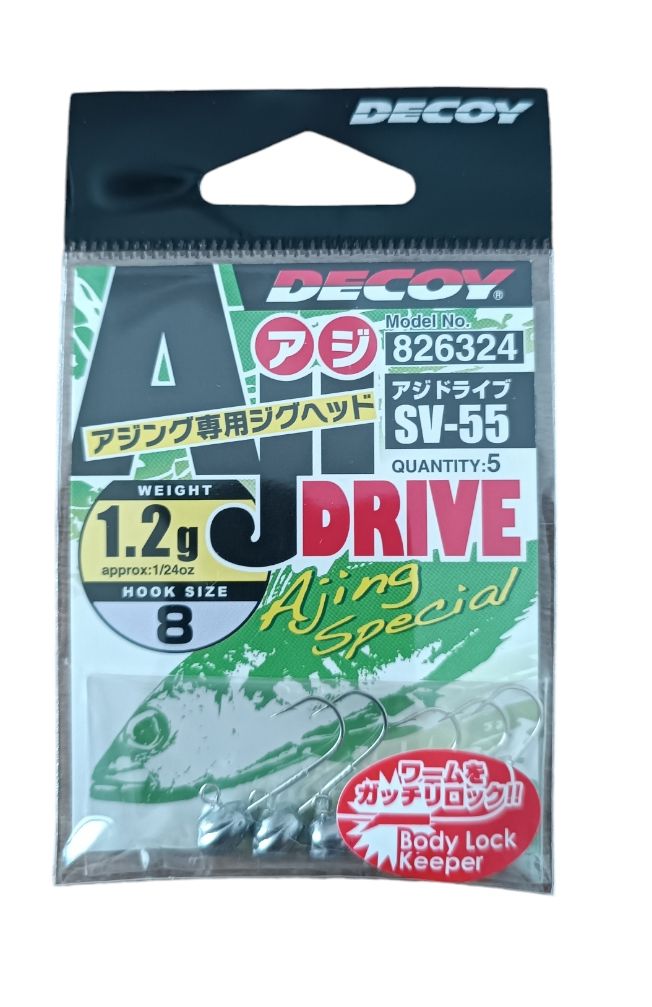 DECOY
DECOY®
アジ
Model No.
826324
Aji
アジドライブ
アジング専用ジグヘッド
SV-55
QUANTITY:5
DRIVE
WEIGHT
1.2g
approx:1/24oz
HOOK SIZE
8
Ajing
Special
ワームを
ガッチリロック!!
Body Lock
Keeper